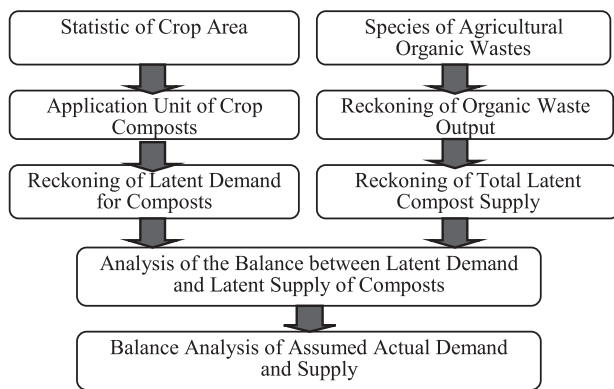 Statistic of Crop Area
Species of Agricultural
Organic Wastes
Application Unit of Crop
Composts
Reckoning of Organic Waste
Output
Reckoning of Latent Demand
for Composts
Reckoning of Total Latent
Compost Supply
Analysis of the Balance between Latent Demand
and Latent Supply of Composts
Balance Analysis of Assumed Actual Demand
and Supply